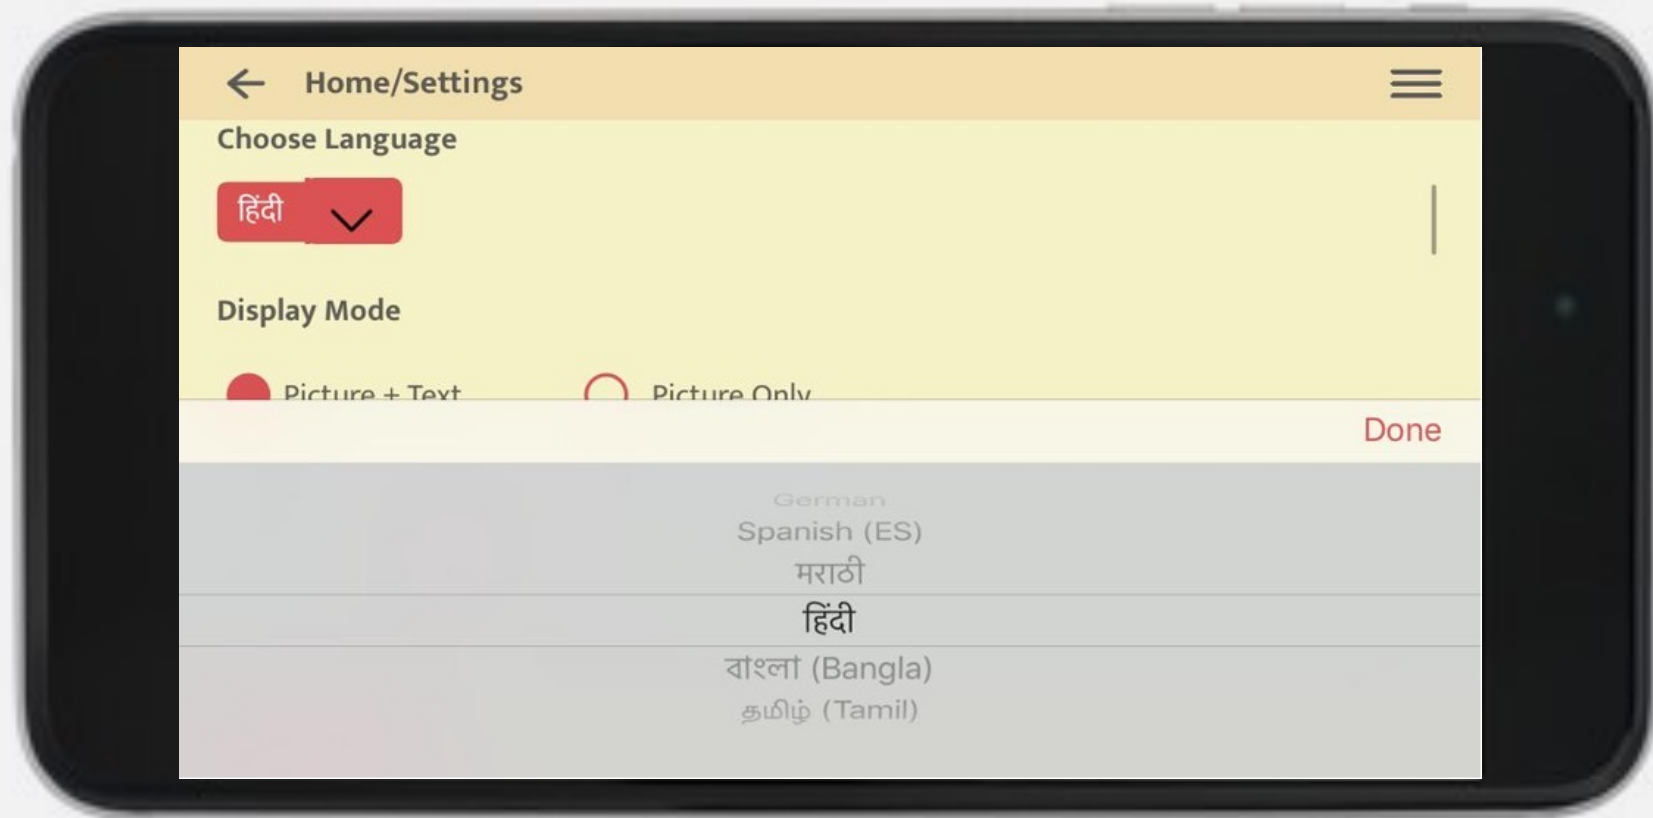 Home/Settings
Choose Language
हिंदी
Display Mode
Picture + Text Picture Only
Done
German
Spanish (ES)
मराठी
हिंदी
বাংলা (Bangla)
தமிழ் (Tamil)